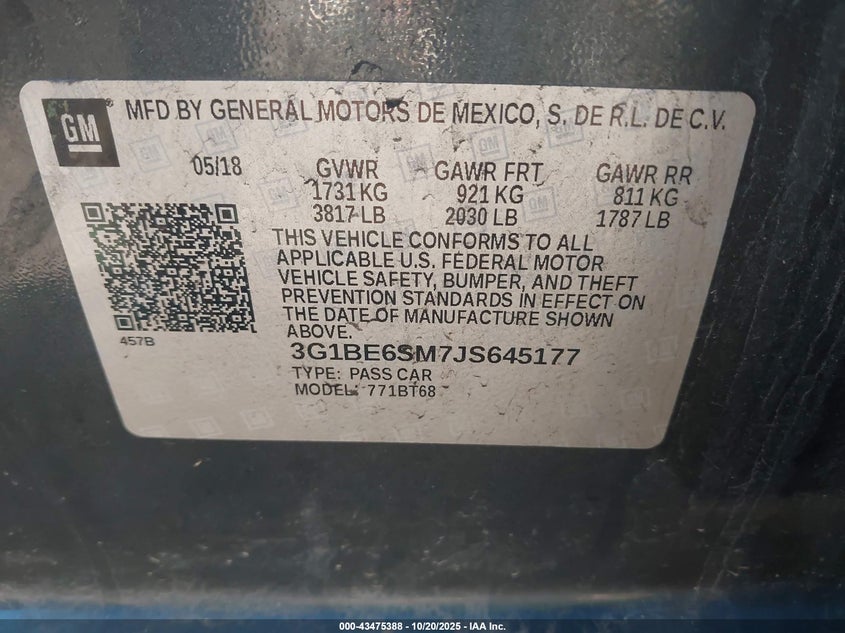 GM
MFD BY GENERAL MOTORS DE MEXICO, S. DE R.L. DE C.V.
05/18 GVWR GAWR FRT GAWR RR
1731 KG 921 KG 811 KG
3817 LB 2030 LB 1787 LB
THIS VEHICLE CONFORMS TO ALL
APPLICABLE U.S. FEDERAL MOTOR
VEHICLE SAFETY, BUMPER, AND THEFT
PREVENTION STANDARDS IN EFFECT ON
THE DATE OF MANUFACTURE SHOWN
ABOVE.
457B
3G1BE6SM7JS645177
TYPE: PASS CAR
MODEL: 771BT68
000-43475388 - 10/20/2025 - IAA Inc.